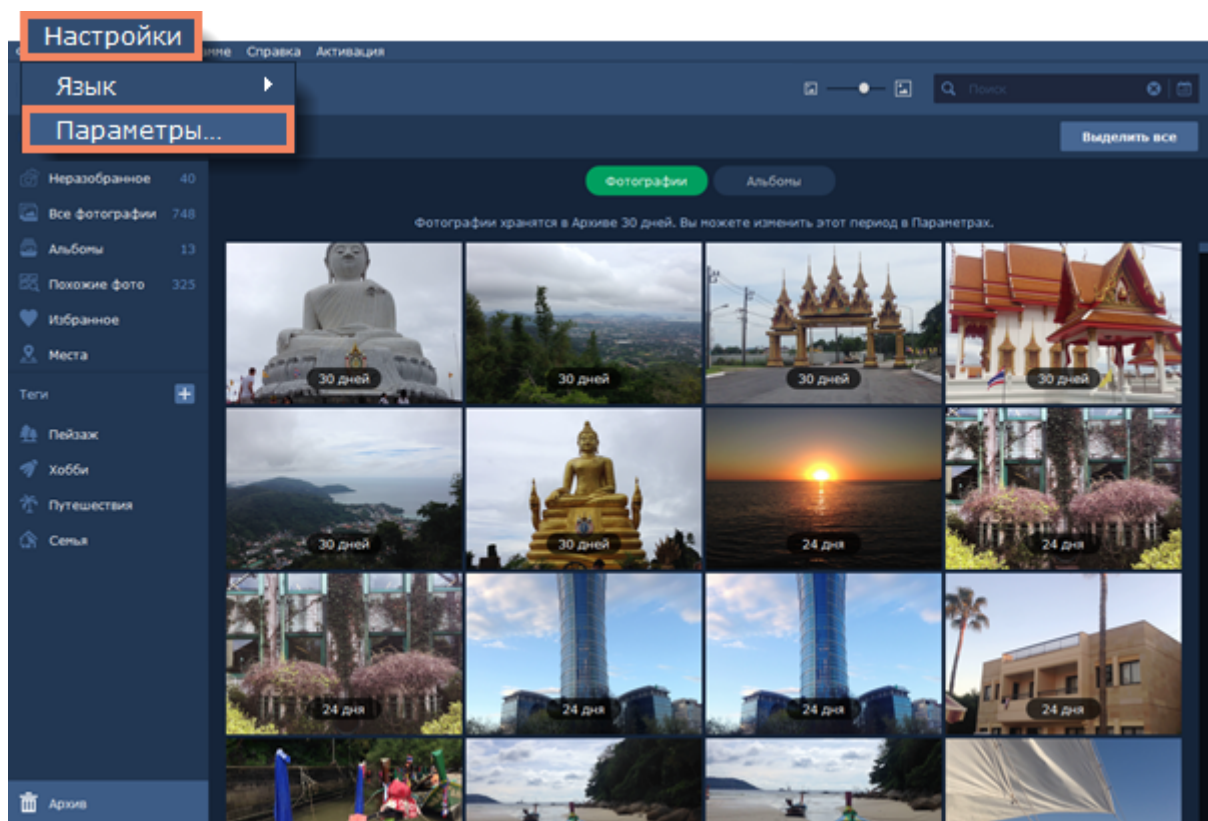 Настройки
Справка Активация
Язык
Параметры...
Поиск
Выделить все
Неразобранное 40
Все фотографии 748
Альбомы 13
Похожие фото 325
Избранное
Места
Теги
Пейзаж
Хобби
Путешествия
Семья
Архив
Фотографии Альбомы
Фотографии хранятся в Архиве 30 дней. Вы можете изменить этот период в Параметрах.
30 дней 30 дней 30 дней 30 дней
30 дней 30 дней 24 дня 24 дня
24 дня 24 дня 24 дня 24 дня